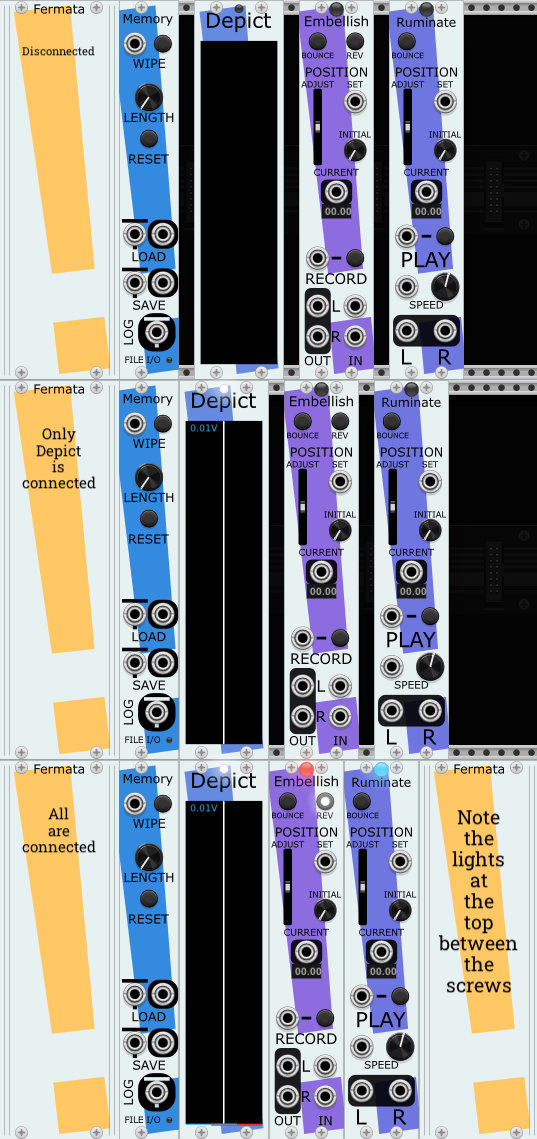 Fermata
Disconnected
Memory
WIPE
LENGTH
RESET
LOAD
SAVE
LOG
FILE I/O
Depict
Embellish
BOUNCE REV
POSITION
ADJUST SET
INITIAL
CURRENT
00.00
RECORD
L
R
OUT IN
Ruminate
BOUNCE
POSITION
ADJUST SET
INITIAL
CURRENT
00.00
PLAY
SPEED
L R
Fermata
Only
Depict
is
connected
Memory
WIPE
LENGTH
RESET
LOAD
SAVE
LOG
FILE I/O
Depict
0.01V
Embellish
BOUNCE REV
POSITION
ADJUST SET
INITIAL
CURRENT
00.00
RECORD
L
R
OUT IN
Ruminate
BOUNCE
POSITION
ADJUST SET
INITIAL
CURRENT
00.00
PLAY
SPEED
L R
Fermata
All
are
connected
Memory
WIPE
LENGTH
RESET
LOAD
SAVE
LOG
FILE I/O
Depict
0.01V
Embellish
BOUNCE REV
POSITION
ADJUST SET
INITIAL
CURRENT
00.00
RECORD
L
R
OUT IN
Ruminate
BOUNCE
POSITION
ADJUST SET
INITIAL
CURRENT
00.00
PLAY
SPEED
L R
Fermata
Note
the
lights
at
the
top
between
the
screws